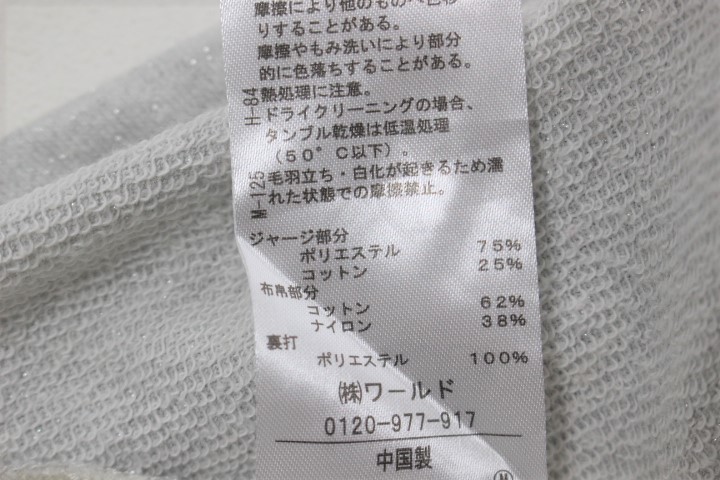 摩擦により他のものへ色移
りすることがある。
摩擦やもみ洗いにより部分
的に色落ちすることがある。
熱処理に注意。
H-84
ドライクリーニングの場合、
タンブル乾燥は低温処理
(50°C以下)。
M-125
毛羽立ち・白化が起きるため濡
れた状態での摩擦禁止。
ジャージ部分
ポリエステル 75%
コットン 25%
布帛部分
コットン 62%
ナイロン 38%
裏打
ポリエステル 100%
(株)ワールド
0120-977-917
中国製